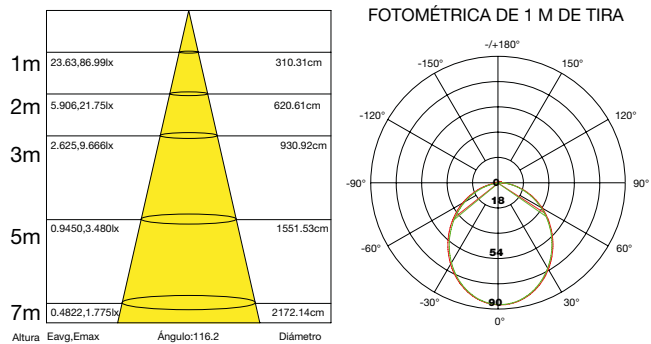 FOTOMÉTRICA DE 1 M DE TIRA
1m 23.63,86.99lx 310.31cm
2m 5.906,21.75lx 620.61cm
3m 2.625,9.666lx 930.92cm
5m 0.9450,3.480lx 1551.53cm
7m 0.4822,1.775lx 2172.14cm
Altura Eavg,Emax Ángulo:116.2 Diámetro
-/+180°
-150° 150°
-120° 120°
-90° 0 90°
18
-60° 60°
54
-30° 90 30°
0°